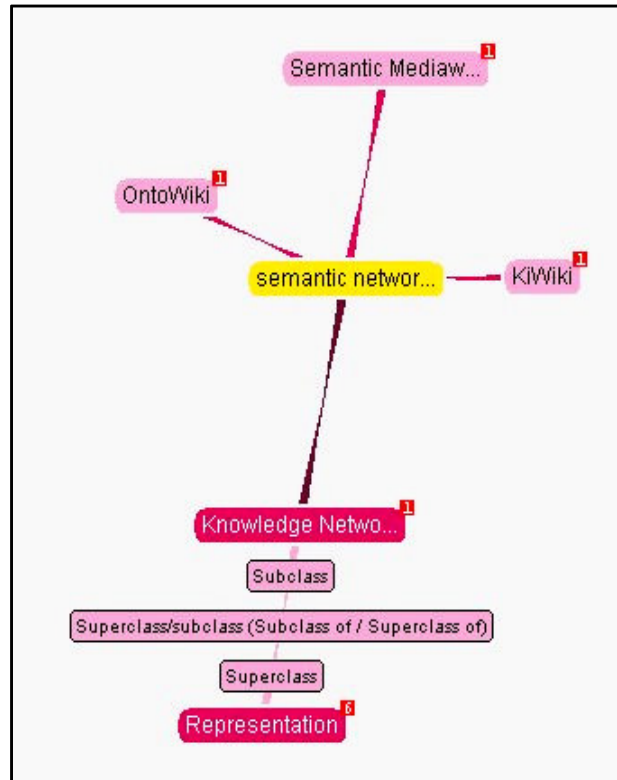 1
Semantic Mediaw...
1
OntoWiki
semantic networ...
1
KiWiki
1
Knowledge Netwo...
Subclass
Superclass/subclass (Subclass of / Superclass of)
Superclass
6
Representation